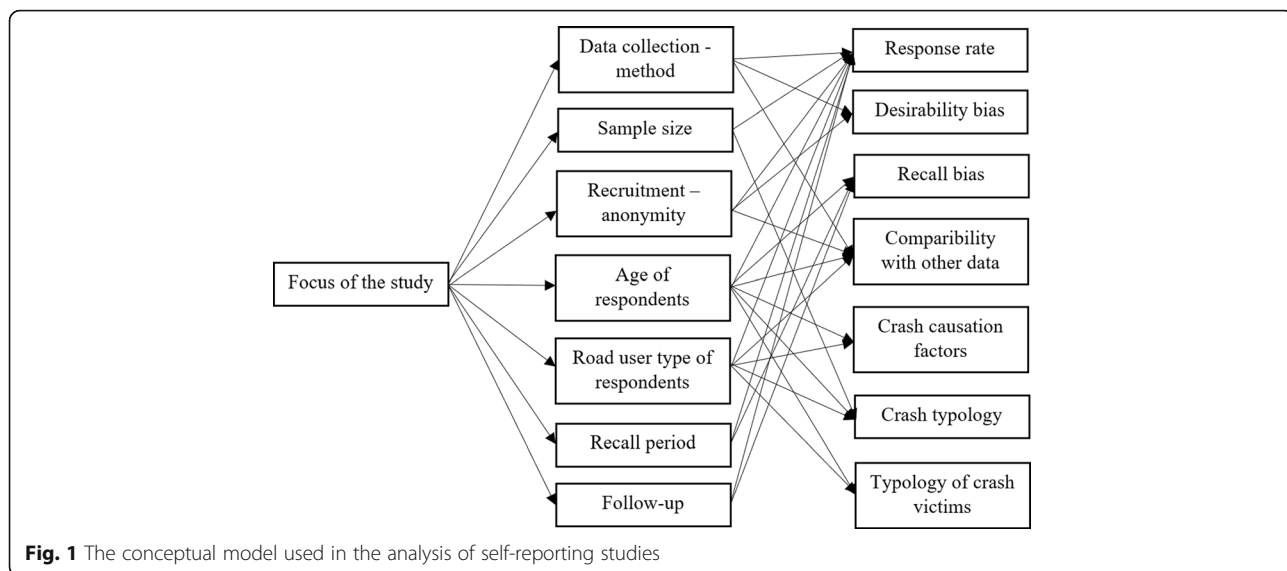 Focus of the study
Data collection -
method
Sample size
Recruitment –
anonymity
Age of
respondents
Road user type of
respondents
Recall period
Follow-up
Response rate
Desirability bias
Recall bias
Comparibility
with other data
Crash causation
factors
Crash typology
Typology of crash
victims
Fig. 1 The conceptual model used in the analysis of self-reporting studies